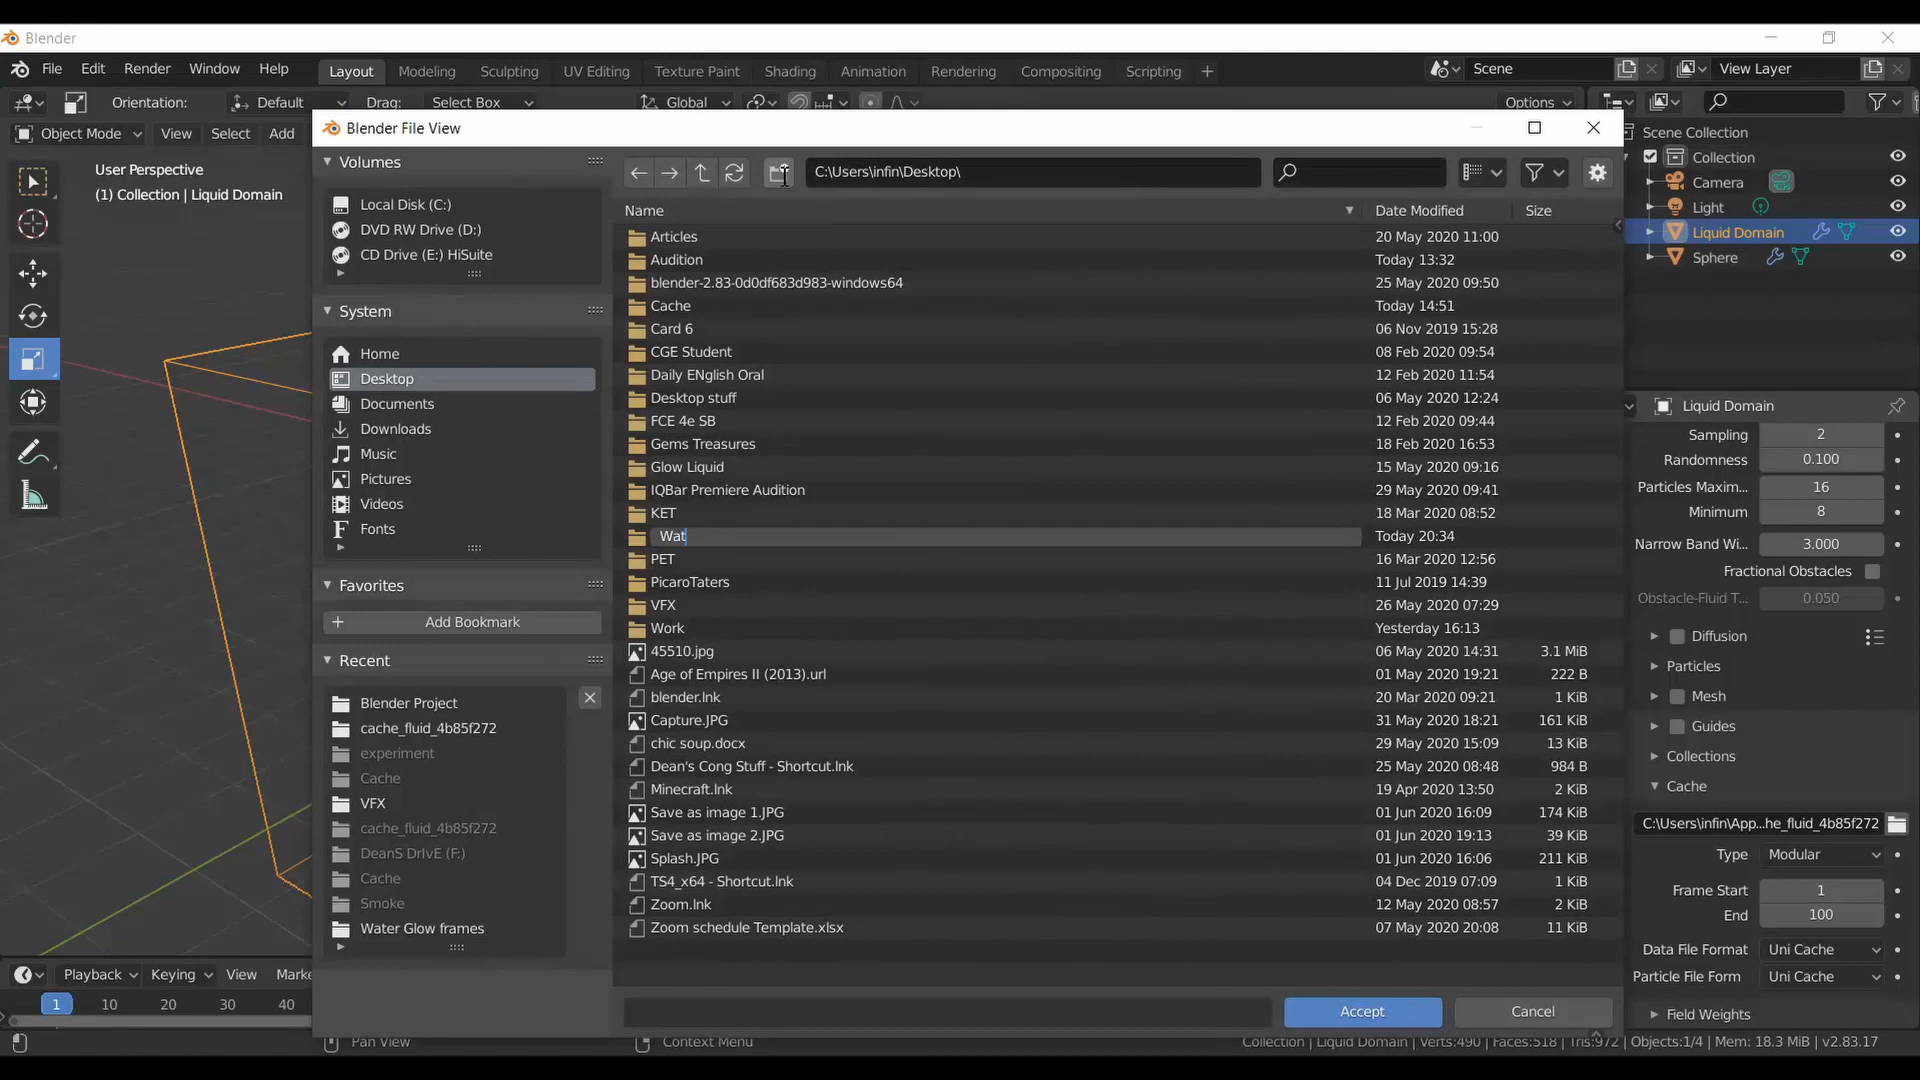 Blender
File Edit Render Window Help Layout Modeling Sculpting UV Editing Texture Paint Shading Animation Rendering Compositing Scripting + Scene View Layer
Orientation: Default Drag: Select Box Global Options
Object Mode View Select Add
User Perspective
(1) Collection | Liquid Domain
Blender File View
Volumes
Local Disk (C:)
DVD RW Drive (D:)
CD Drive (E:) HiSuite
System
Home
Desktop
Documents
Downloads
Music
Pictures
Videos
Fonts
Favorites
Add Bookmark
Recent
Blender Project
cache_fluid_4b85f272
experiment
Cache
VFX
cache_fluid_4b85f272
DeanS DrIvE (F:)
Cache
Smoke
Water Glow frames
C:\Users\infin\Desktop\
Name Date Modified Size
Articles 20 May 2020 11:00
Audition Today 13:32
blender-2.83-0d0df683d983-windows64 25 May 2020 09:50
Cache Today 14:51
Card 6 06 Nov 2019 15:28
CGE Student 08 Feb 2020 09:54
Daily ENglish Oral 12 Feb 2020 11:54
Desktop stuff 06 May 2020 12:24
FCE 4e SB 12 Feb 2020 09:44
Gems Treasures 18 Feb 2020 16:53
Glow Liquid 15 May 2020 09:16
IQBar Premiere Audition 29 May 2020 09:41
KET 18 Mar 2020 08:52
Wat Today 20:34
PET 16 Mar 2020 12:56
PicaroTaters 11 Jul 2019 14:39
VFX 26 May 2020 07:29
Work Yesterday 16:13
45510.jpg 06 May 2020 14:31 3.1 MiB
Age of Empires II (2013).url 01 May 2020 19:21 222 B
blender.lnk 20 Mar 2020 09:21 1 KiB
Capture.JPG 31 May 2020 18:21 161 KiB
chic soup.docx 29 May 2020 15:09 13 KiB
Dean's Cong Stuff - Shortcut.lnk 25 May 2020 08:48 984 B
Minecraft.lnk 19 Apr 2020 13:50 2 KiB
Save as image 1.JPG 01 Jun 2020 16:09 174 KiB
Save as image 2.JPG 01 Jun 2020 19:13 39 KiB
Splash.JPG 01 Jun 2020 16:06 211 KiB
TS4_x64 - Shortcut.lnk 04 Dec 2019 07:09 1 KiB
Zoom.lnk 12 May 2020 08:57 2 KiB
Zoom schedule Template.xlsx 07 May 2020 20:08 11 KiB
Accept Cancel
Scene Collection
Collection
Camera
Light
Liquid Domain
Sphere
Liquid Domain
Sampling 2
Randomness 0.100
Particles Maxim... 16
Minimum 8
Narrow Band Wi... 3.000
Fractional Obstacles
Obstacle-Fluid T... 0.050
Diffusion
Particles
Mesh
Guides
Collections
Cache
C:\Users\infin\App...he_fluid_4b85f272
Type Modular
Frame Start 1
End 100
Data File Format Uni Cache
Particle File Form Uni Cache
Field Weights
Playback Keying View Marke
1 10 20 30 40
Pan View Context Menu Collection | Liquid Domain | Verts:490 | Faces:518 | Tris:972 | Objects:1/4 | Mem: 18.3 MiB | v2.83.17